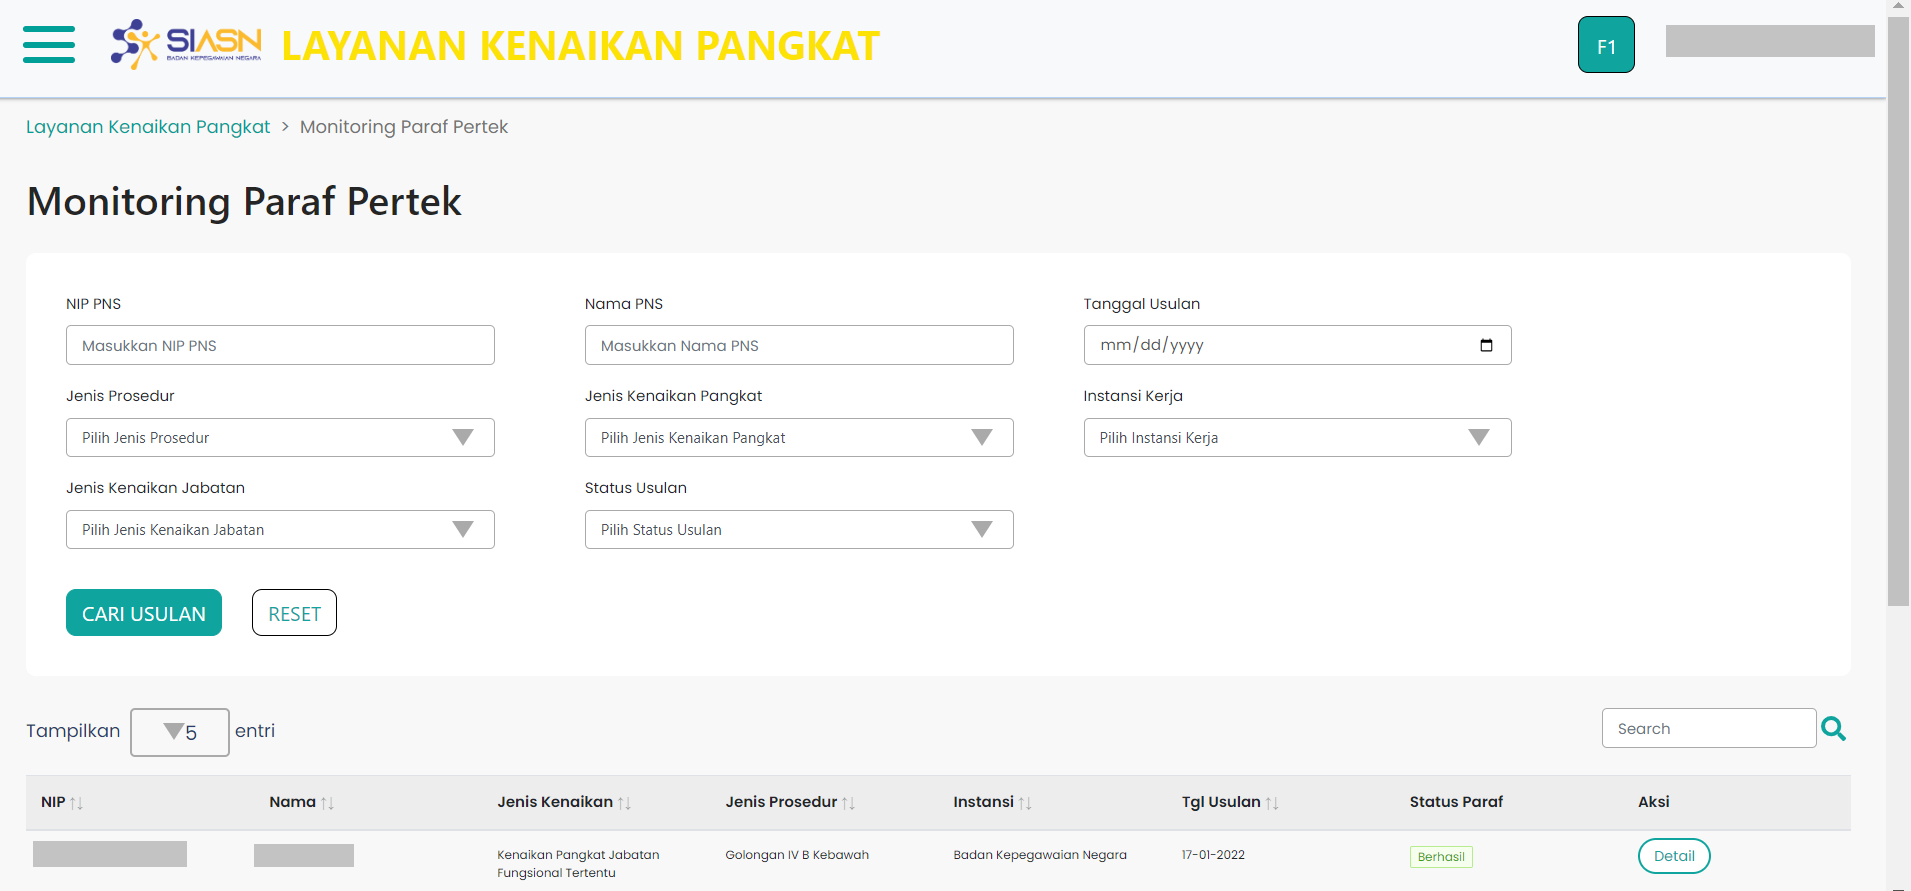 SIASN
BADAN KEPEGAWAIAN NEGARA
LAYANAN KENAIKAN PANGKAT
F1
Layanan Kenaikan Pangkat > Monitoring Paraf Pertek
Monitoring Paraf Pertek
NIP PNS
Nama PNS
Tanggal Usulan
Masukkan NIP PNS
Masukkan Nama PNS
mm/dd/yyyy
Jenis Prosedur
Jenis Kenaikan Pangkat
Instansi Kerja
Pilih Jenis Prosedur
Pilih Jenis Kenaikan Pangkat
Pilih Instansi Kerja
Jenis Kenaikan Jabatan
Status Usulan
Pilih Jenis Kenaikan Jabatan
Pilih Status Usulan
CARI USULAN
RESET
Tampilkan 5 entri
Search
NIP Nama Jenis Kenaikan Jenis Prosedur Instansi Tgl Usulan Status Paraf Aksi
Kenaikan Pangkat Jabatan
Fungsional Tertentu
Golongan IV B Kebawah
Badan Kepegawaian Negara
17-01-2022
Berhasil
Detail